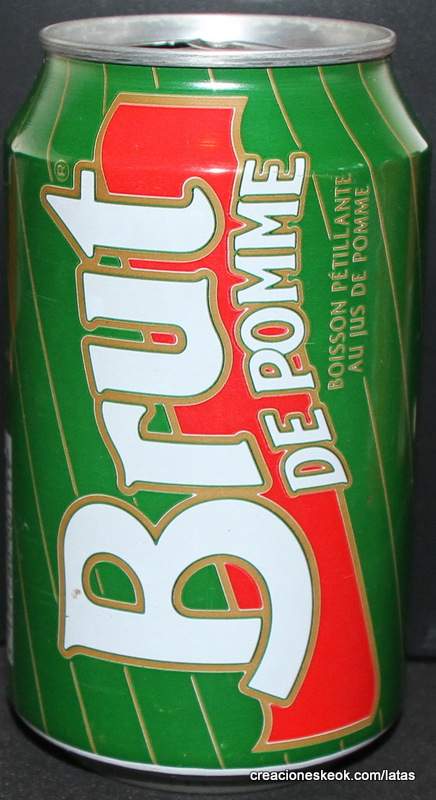 Brut®
DE POMME
BOISSON PÉTILLANTE
AU JUS DE POMME
creacioneskeok.com/latas